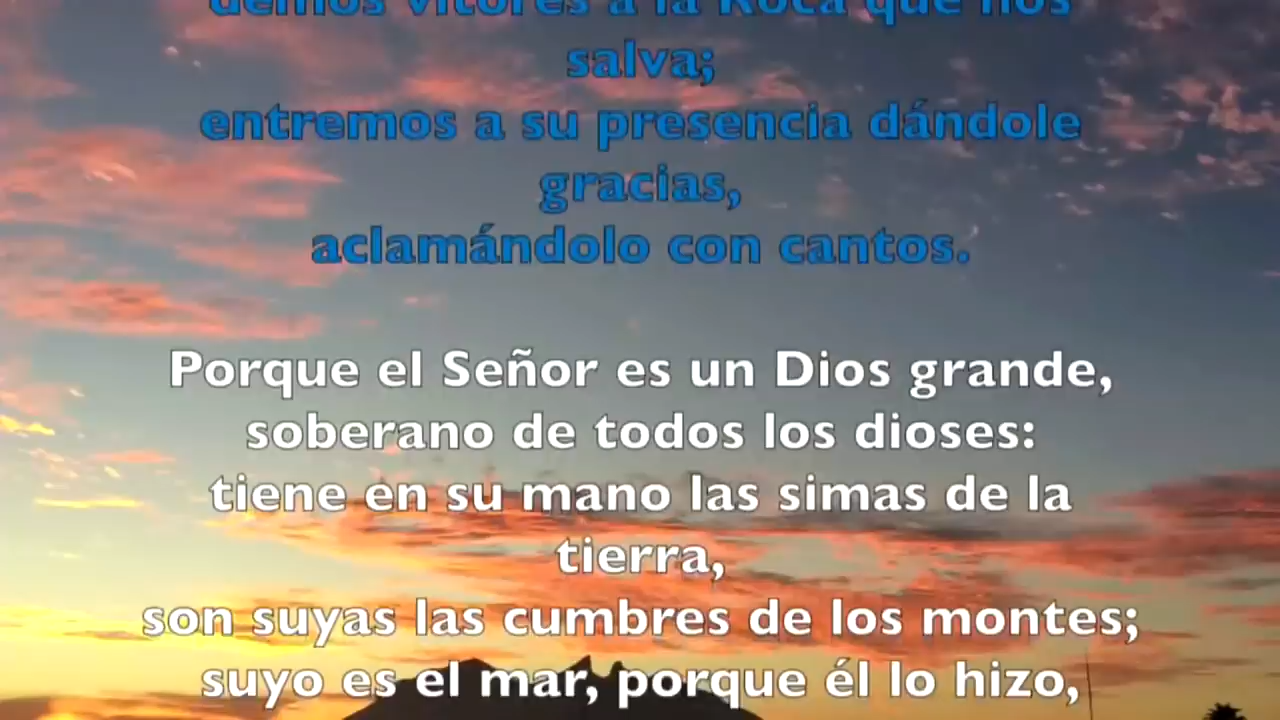 demos vítores a la Roca que nos
salva;
entremos a su presencia dándole
gracias,
aclamándolo con cantos.
Porque el Señor es un Dios grande,
soberano de todos los dioses:
tiene en su mano las simas de la
tierra,
son suyas las cumbres de los montes;
suyo es el mar, porque él lo hizo,